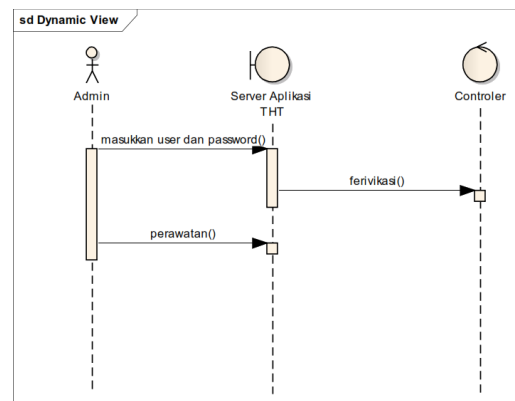 sd Dynamic View
Admin
Server Aplikasi
THT
Controler
masukkan user dan password()
ferivikasi()
perawatan()